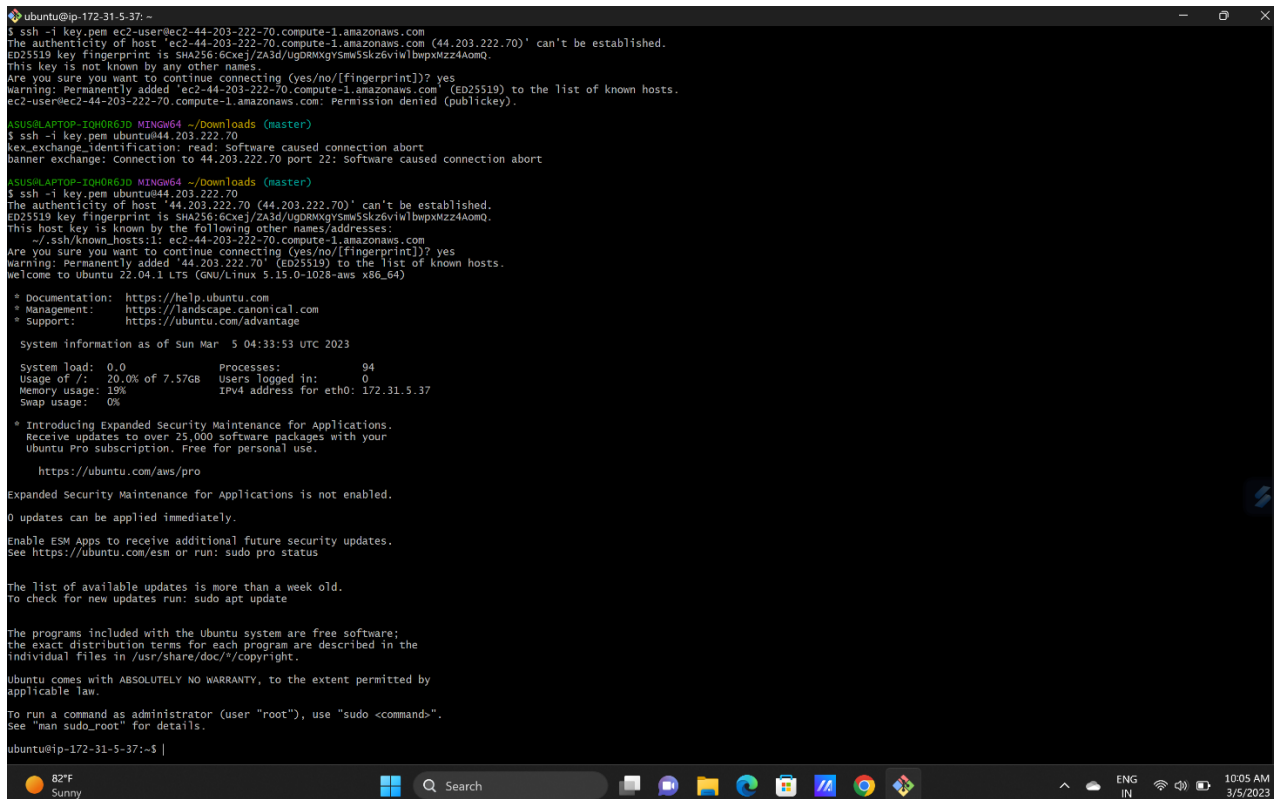 ubuntu@ip-172-31-5-37: ~
$ ssh -i key.pem ec2-user@ec2-44-203-222-70.compute-1.amazonaws.com
The authenticity of host 'ec2-44-203-222-70.compute-1.amazonaws.com (44.203.222.70)' can't be established.
ED25519 key fingerprint is SHA256:6Cxej/ZA3d/UgDRMXgYSmW5Skz6viWlbwpxMzz4AomQ.
This key is not known by any other names.
Are you sure you want to continue connecting (yes/no/[fingerprint])? yes
Warning: Permanently added 'ec2-44-203-222-70.compute-1.amazonaws.com' (ED25519) to the list of known hosts.
ec2-user@ec2-44-203-222-70.compute-1.amazonaws.com: Permission denied (publickey).
ASUS@LAPTOP-IQH0R6JD MINGW64 ~/Downloads (master)
$ ssh -i key.pem ubuntu@44.203.222.70
kex_exchange_identification: read: Software caused connection abort
banner exchange: Connection to 44.203.222.70 port 22: Software caused connection abort
ASUS@LAPTOP-IQH0R6JD MINGW64 ~/Downloads (master)
$ ssh -i key.pem ubuntu@44.203.222.70
The authenticity of host '44.203.222.70 (44.203.222.70)' can't be established.
ED25519 key fingerprint is SHA256:6Cxej/ZA3d/UgDRMXgYSmW5Skz6viWlbwpxMzz4AomQ.
This host key is known by the following other names/addresses:
~/.ssh/known_hosts:1: ec2-44-203-222-70.compute-1.amazonaws.com
Are you sure you want to continue connecting (yes/no/[fingerprint])? yes
Warning: Permanently added '44.203.222.70' (ED25519) to the list of known hosts.
Welcome to Ubuntu 22.04.1 LTS (GNU/Linux 5.15.0-1028-aws x86_64)
* Documentation: https://help.ubuntu.com
* Management: https://landscape.canonical.com
* Support: https://ubuntu.com/advantage
System information as of Sun Mar 5 04:33:53 UTC 2023
System load: 0.0 Processes: 94
Usage of /: 20.0% of 7.57GB Users logged in: 0
Memory usage: 19% IPv4 address for eth0: 172.31.5.37
Swap usage: 0%
* Introducing Expanded Security Maintenance for Applications.
Receive updates to over 25,000 software packages with your
Ubuntu Pro subscription. Free for personal use.
https://ubuntu.com/aws/pro
Expanded Security Maintenance for Applications is not enabled.
0 updates can be applied immediately.
Enable ESM Apps to receive additional future security updates.
See https://ubuntu.com/esm or run: sudo pro status
The list of available updates is more than a week old.
To check for new updates run: sudo apt update
The programs included with the Ubuntu system are free software;
the exact distribution terms for each program are described in the
individual files in /usr/share/doc/*/copyright.
Ubuntu comes with ABSOLUTELY NO WARRANTY, to the extent permitted by
applicable law.
To run a command as administrator (user "root"), use "sudo <command>".
See "man sudo_root" for details.
ubuntu@ip-172-31-5-37:~$
82°F
Sunny
Search
ENG
IN
10:05 AM
3/5/2023